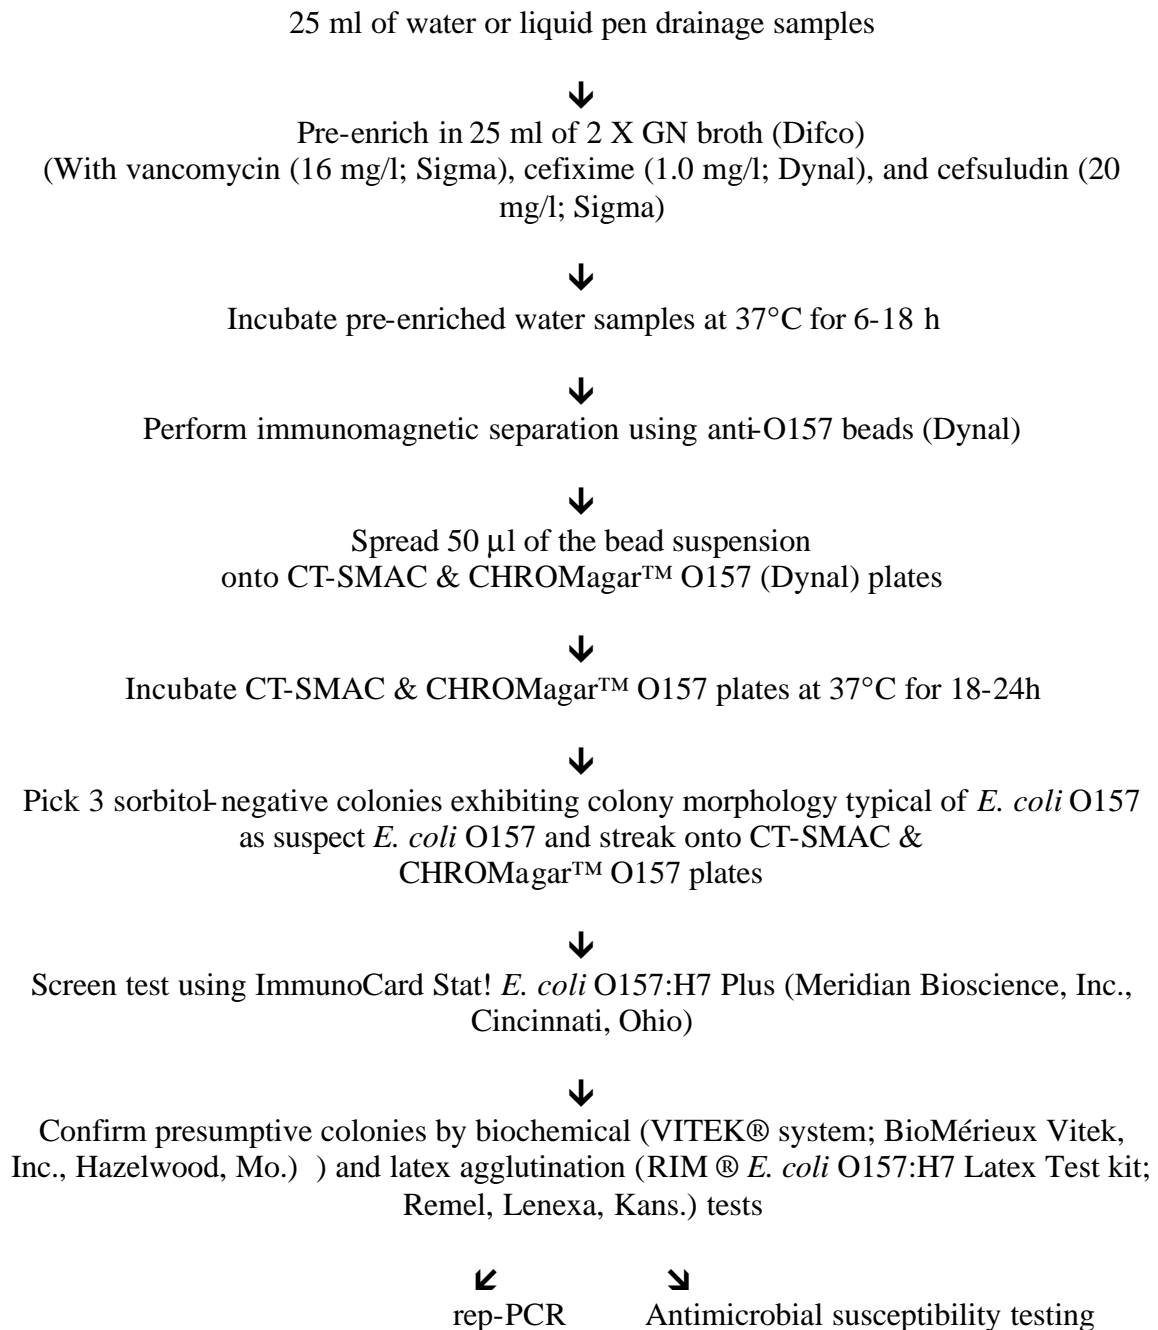 25 ml of water or liquid pen drainage samples
Pre-enrich in 25 ml of 2 X GN broth (Difco)
(With vancomycin (16 mg/l; Sigma), cefixime (1.0 mg/l; Dynal), and cefsuludin (20
mg/l; Sigma)
Incubate pre-enriched water samples at 37°C for 6-18 h
Perform immunomagnetic separation using anti-O157 beads (Dynal)
Spread 50 µl of the bead suspension
onto CT-SMAC & CHROMagar™ O157 (Dynal) plates
Incubate CT-SMAC & CHROMagar™ O157 plates at 37°C for 18-24h
Pick 3 sorbitol-negative colonies exhibiting colony morphology typical of E. coli O157
as suspect E. coli O157 and streak onto CT-SMAC &
CHROMagar™ O157 plates
Screen test using ImmunoCard Stat! E. coli O157:H7 Plus (Meridian Bioscience, Inc.,
Cincinnati, Ohio)
Confirm presumptive colonies by biochemical (VITEK® system; BioMérieux Vitek,
Inc., Hazelwood, Mo.) ) and latex agglutination (RIM ® E. coli O157:H7 Latex Test kit;
Remel, Lenexa, Kans.) tests
rep-PCR Antimicrobial susceptibility testing